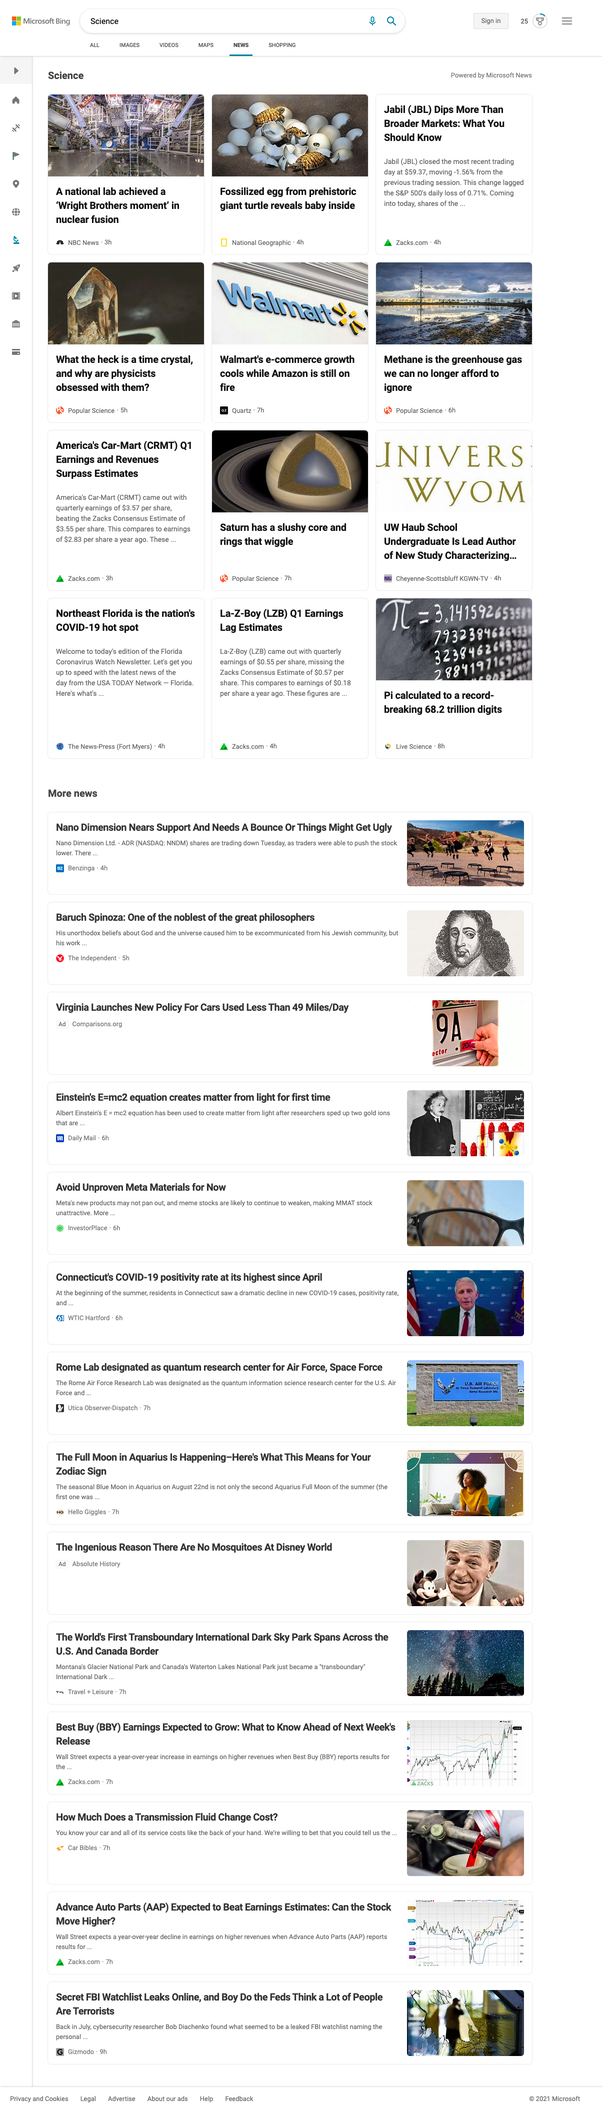 Microsoft Bing
Science
Sign in
25
ALL
IMAGES
VIDEOS
MAPS
NEWS
SHOPPING
Science
Powered by Microsoft News
A national lab achieved a
‘Wright Brothers moment’ in
nuclear fusion
NBC News · 3h
Fossilized egg from prehistoric
giant turtle reveals baby inside
National Geographic · 4h
Jabil (JBL) Dips More Than
Broader Markets: What You
Should Know
Jabil (JBL) closed the most recent trading
day at $59.37, moving -1.56% from the
previous trading session. This change lagged
the S&P 500's daily loss of 0.71%. Coming
into today, shares of the ...
Zacks.com · 4h
What the heck is a time crystal,
and why are physicists
obsessed with them?
Popular Science · 5h
Walmart
Walmart's e-commerce growth
cools while Amazon is still on
fire
Quartz · 7h
Methane is the greenhouse gas
we can no longer afford to
ignore
Popular Science · 6h
America's Car-Mart (CRMT) Q1
Earnings and Revenues
Surpass Estimates
America's Car-Mart (CRMT) came out with
quarterly earnings of $3.57 per share,
beating the Zacks Consensus Estimate of
$3.55 per share. This compares to earnings
of $2.83 per share a year ago. These ...
Zacks.com · 3h
Saturn has a slushy core and
rings that wiggle
Popular Science · 7h
UNIVERS
WYOM
UW Haub School
Undergraduate Is Lead Author
of New Study Characterizing...
Cheyenne-Scottsbluff KGWN-TV · 4h
Northeast Florida is the nation's
COVID-19 hot spot
Welcome to today's edition of the Florida
Coronavirus Watch Newsletter. Let's get you
up to speed with the latest news of the
day from the USA TODAY Network — Florida.
Here's what's ...
The News-Press (Fort Myers) · 4h
La-Z-Boy (LZB) Q1 Earnings
Lag Estimates
La-Z-Boy (LZB) came out with quarterly
earnings of $0.55 per share, missing the
Zacks Consensus Estimate of $0.57 per
share. This compares to earnings of $0.18
per share a year ago. These figures are ...
Zacks.com · 4h
π = 3.14159265358
Pi calculated to a record-
breaking 68.2 trillion digits
Live Science · 8h
More news
Nano Dimension Nears Support And Needs A Bounce Or Things Might Get Ugly
Nano Dimension Ltd. - ADR (NASDAQ: NNDM) shares are trading down Tuesday, as traders were able to push the stock
lower. There ...
Benzinga · 4h
Baruch Spinoza: One of the noblest of the great philosophers
His unorthodox beliefs about God and the universe caused him to be excommunicated from his Jewish community, but
his work ...
The Independent · 5h
Virginia Launches New Policy For Cars Used Less Than 49 Miles/Day
Ad Comparisons.org
9A
Einstein's E=mc2 equation creates matter from light for first time
Albert Einstein's E = mc2 equation has been used to create matter from light after researchers sped up two gold ions
that are ...
Daily Mail · 6h
Avoid Unproven Meta Materials for Now
Meta's new products may not pan out, and meme stocks are likely to continue to weaken, making MMAT stock
unattractive. More ...
InvestorPlace · 6h
Connecticut's COVID-19 positivity rate at its highest since April
At the beginning of the summer, residents in Connecticut saw a dramatic decline in new COVID-19 cases, positivity rate,
and ...
WTIC Hartford · 6h
Rome Lab designated as quantum research center for Air Force, Space Force
The Rome Air Force Research Lab was designated as the quantum information science research center for the U.S. Air
Force and ...
Utica Observer-Dispatch · 7h
The Full Moon in Aquarius Is Happening–Here's What This Means for Your
Zodiac Sign
The seasonal Blue Moon in Aquarius on August 22nd is not only the second Aquarius Full Moon of the summer (the
first one was ...
Hello Giggles · 7h
The Ingenious Reason There Are No Mosquitoes At Disney World
Ad Absolute History
The World's First Transboundary International Dark Sky Park Spans Across the
U.S. And Canada Border
Montana's Glacier National Park and Canada's Waterton Lakes National Park just became a "transboundary"
International Dark ...
Travel + Leisure · 7h
Best Buy (BBY) Earnings Expected to Grow: What to Know Ahead of Next Week's
Release
Wall Street expects a year-over-year increase in earnings on higher revenues when Best Buy (BBY) reports results for
the ...
Zacks.com · 7h
ZACKS
How Much Does a Transmission Fluid Change Cost?
You know your car and all of its service costs like the back of your hand. We're willing to bet that you could tell us the ...
Car Bibles · 7h
Advance Auto Parts (AAP) Expected to Beat Earnings Estimates: Can the Stock
Move Higher?
Wall Street expects a year-over-year decline in earnings on higher revenues when Advance Auto Parts (AAP) reports
results for ...
Zacks.com · 7h
Secret FBI Watchlist Leaks Online, and Boy Do the Feds Think a Lot of People
Are Terrorists
Back in July, cybersecurity researcher Bob Diachenko found what seemed to be a leaked FBI watchlist naming the
personal ...
Gizmodo · 9h
Privacy and Cookies
Legal
Advertise
About our ads
Help
Feedback
© 2021 Microsoft